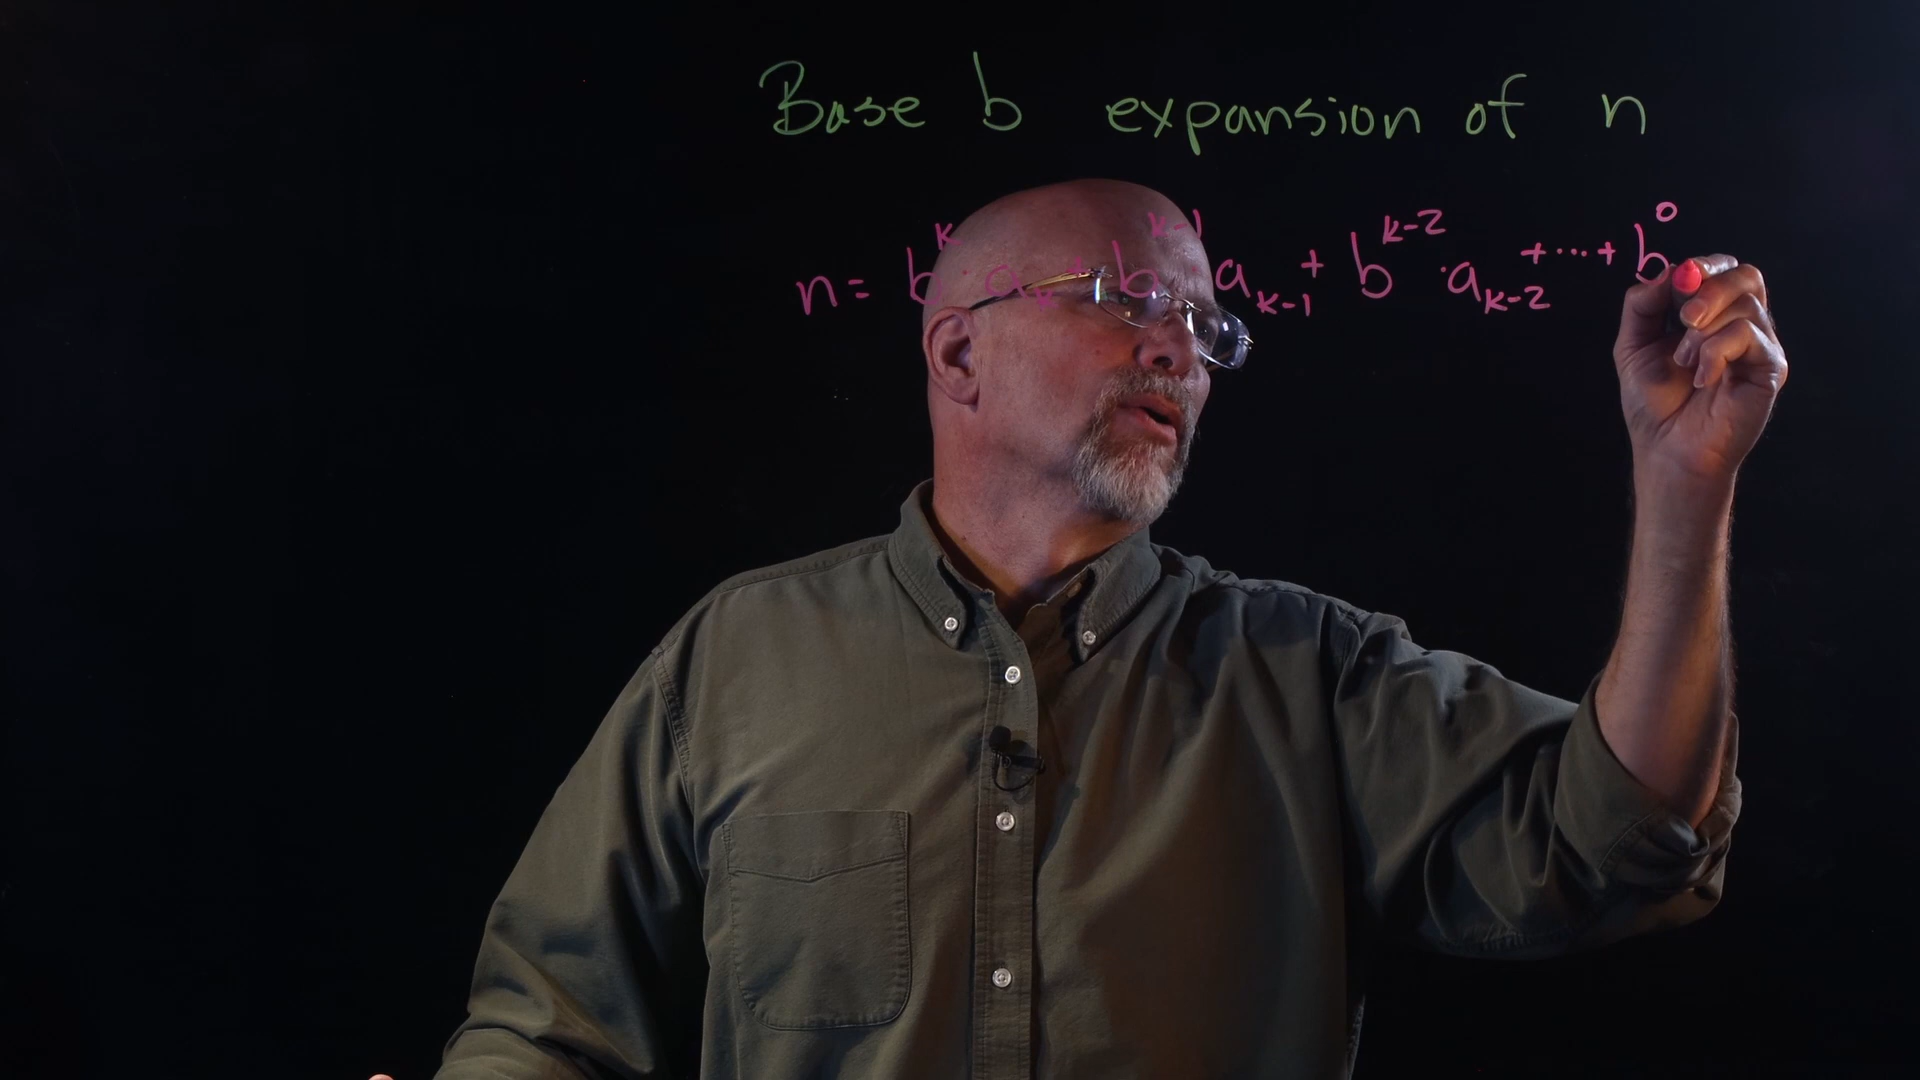 Base b expansion of n
n = b^k · a_k + b^{k-1} · a_{k-1} + b^{k-2} · a_{k-2} + ··· + b^0